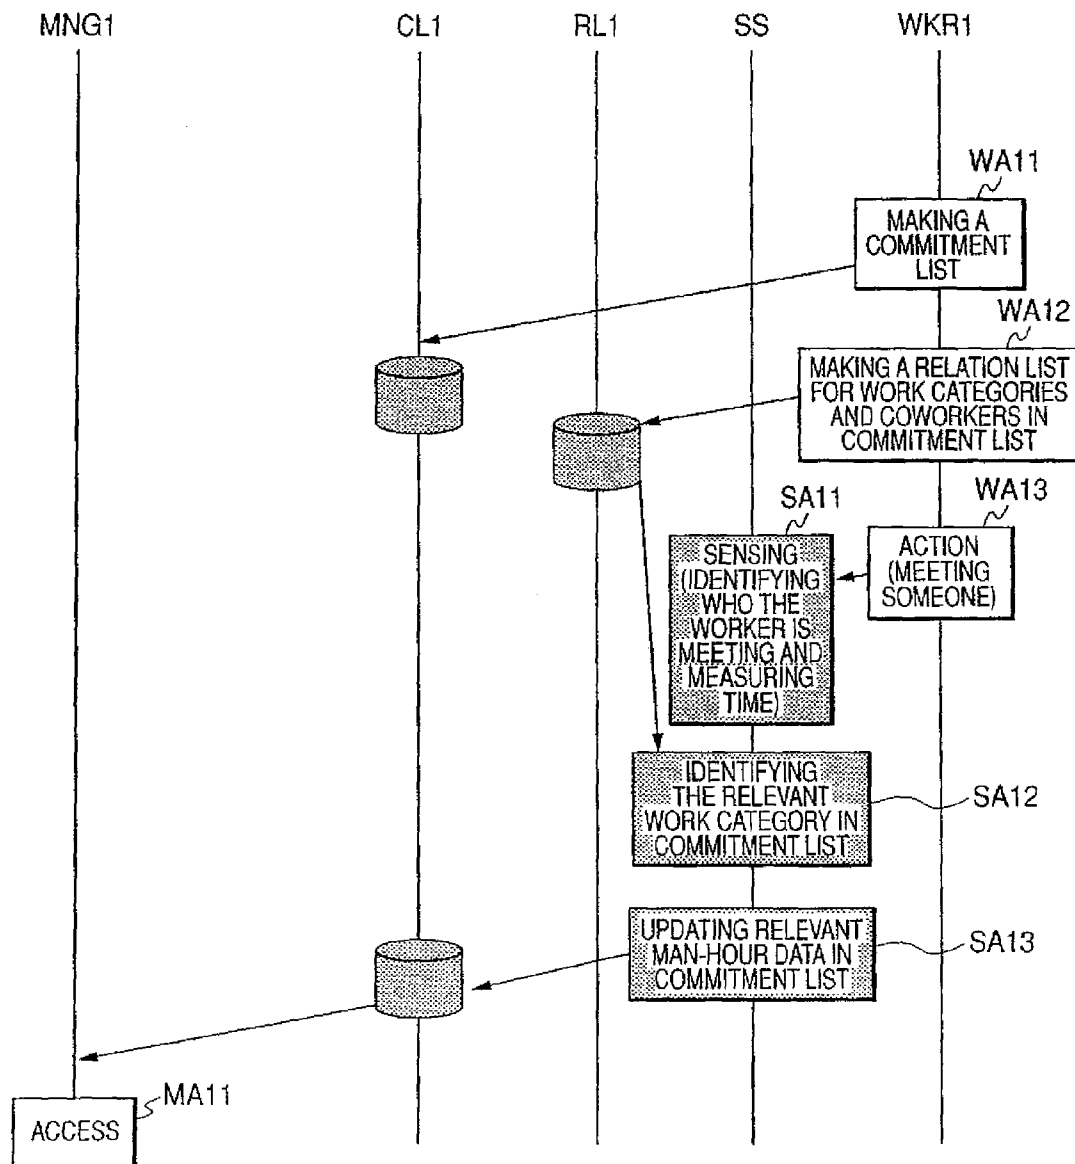 MNG1
CL1
RL1
SS
WKR1
WA11
MAKING A
COMMITMENT
LIST
WA12
MAKING A RELATION LIST
FOR WORK CATEGORIES
AND COWORKERS IN
COMMITMENT LIST
SA11
WA13
SENSING
(IDENTIFYING
WHO THE
WORKER IS
MEETING AND
MEASURING
TIME)
ACTION
(MEETING
SOMEONE)
IDENTIFYING
THE RELEVANT
WORK CATEGORY IN
COMMITMENT LIST
SA12
UPDATING RELEVANT
MAN-HOUR DATA IN
COMMITMENT LIST
SA13
MA11
ACCESS